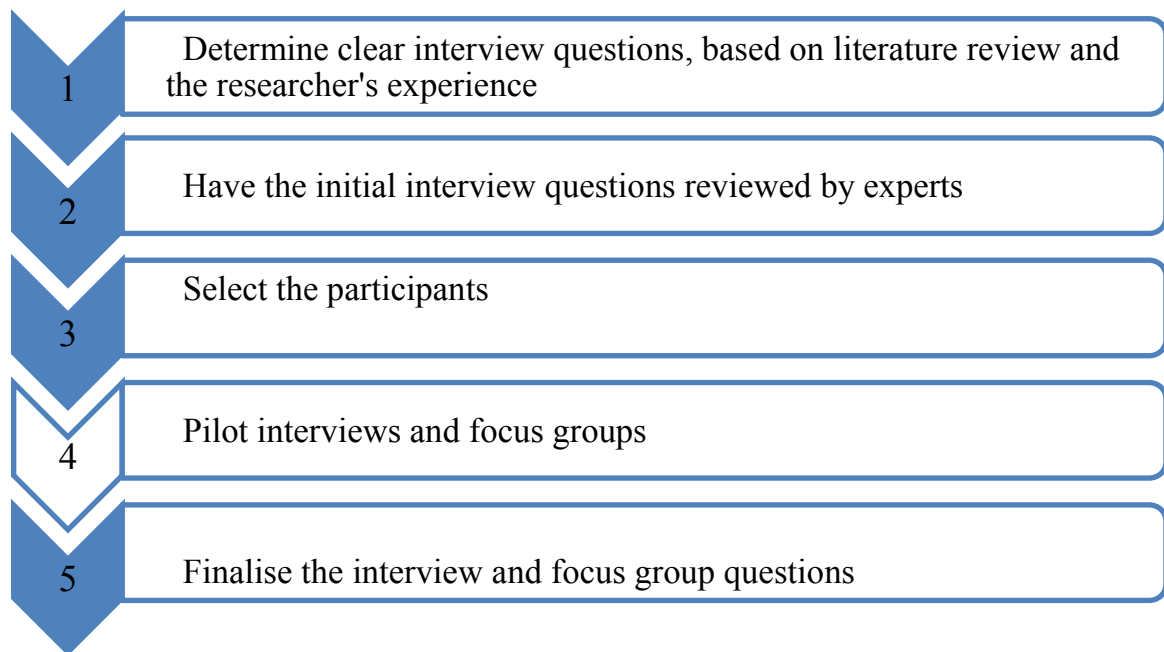 1
Determine clear interview questions, based on literature review and
the researcher's experience
2
Have the initial interview questions reviewed by experts
3
Select the participants
4
Pilot interviews and focus groups
5
Finalise the interview and focus group questions